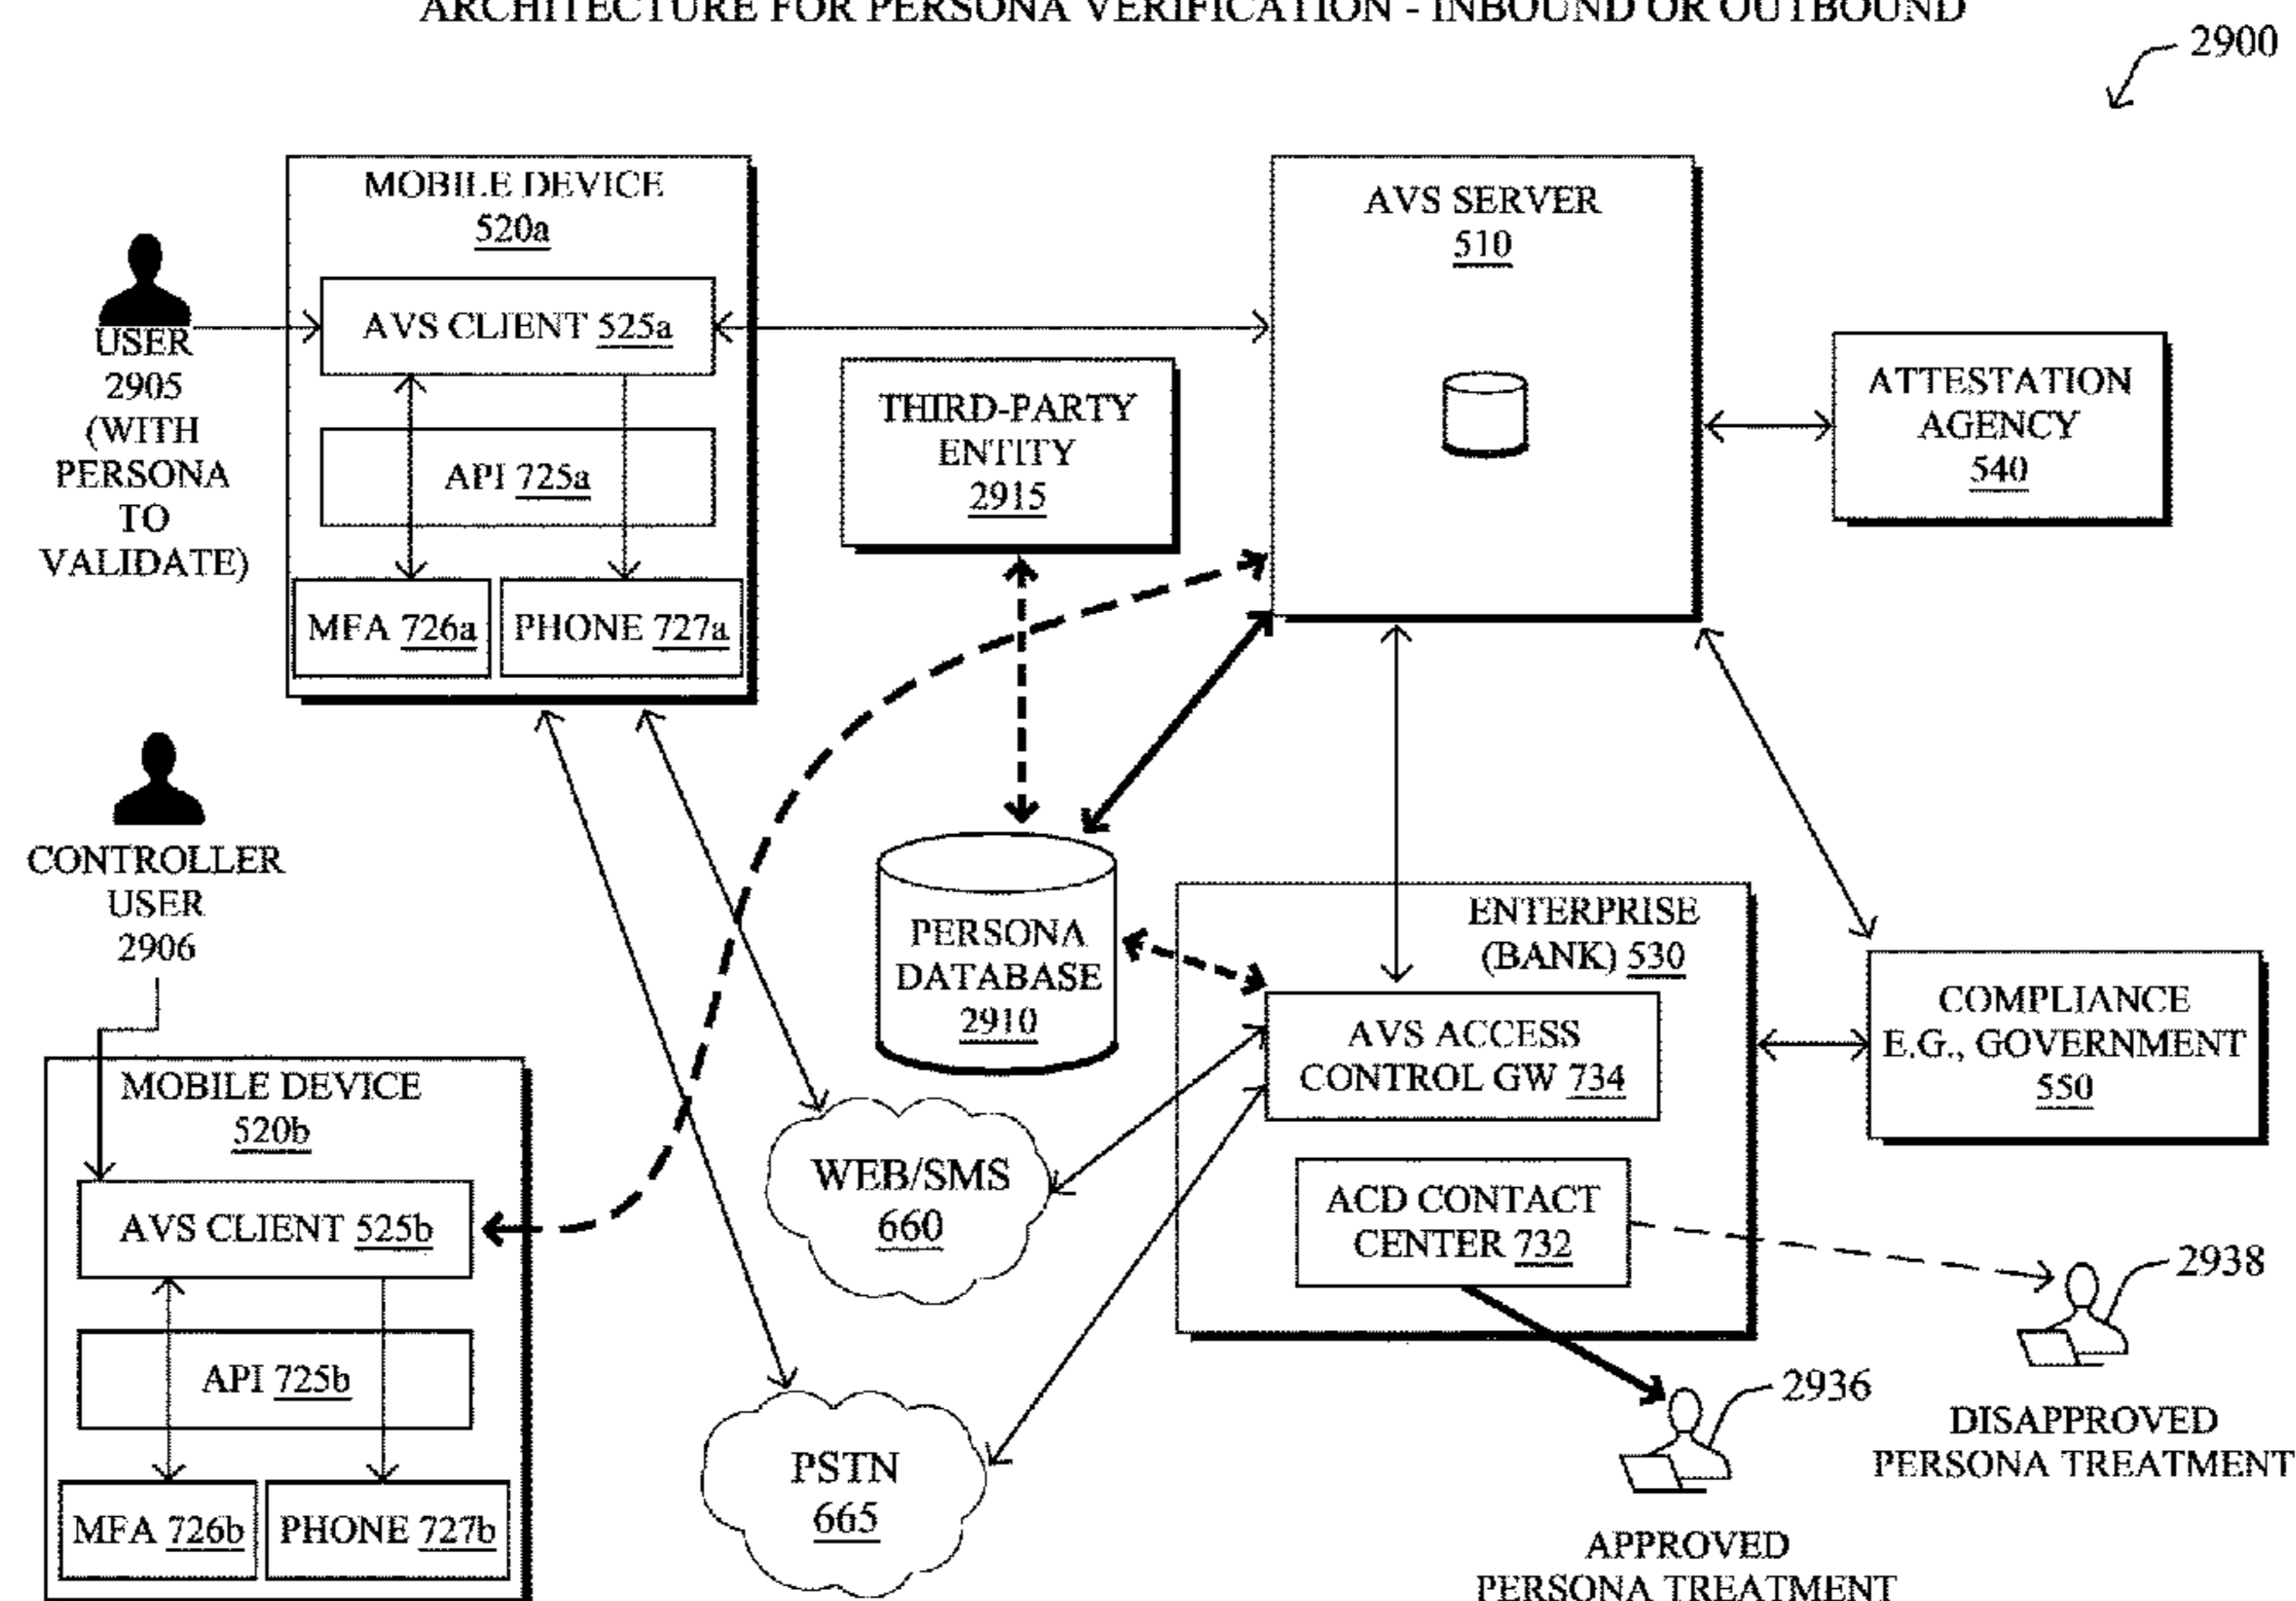 ARCHITECTURE FOR PERSONA VERIFICATION - INBOUND OR OUTBOUND
2900
MOBILE DEVICE
520a
AVS CLIENT 525a
API 725a
MFA 726a
PHONE 727a
USER
2905
(WITH
PERSONA
TO
VALIDATE)
THIRD-PARTY
ENTITY
2915
AVS SERVER
510
ATTESTATION
AGENCY
540
CONTROLLER
USER
2906
MOBILE DEVICE
520b
AVS CLIENT 525b
API 725b
MFA 726b
PHONE 727b
PERSONA
DATABASE
2910
WEB/SMS
660
PSTN
665
ENTERPRISE
(BANK) 530
AVS ACCESS
CONTROL GW 734
ACD CONTACT
CENTER 732
COMPLIANCE
E.G., GOVERNMENT
550
2938
DISAPPROVED
PERSONA TREATMENT
2936
APPROVED
PERSONA TREATMENT